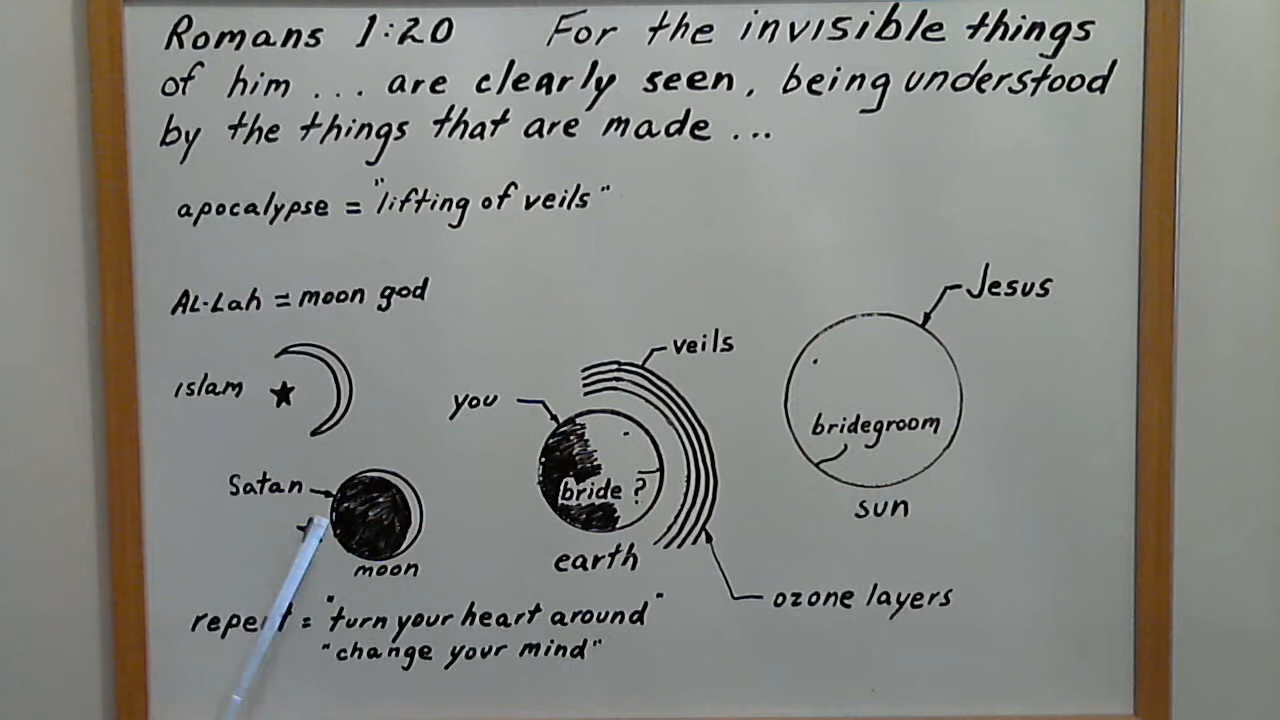 Romans 1:20 For the invisible things
of him ... are clearly seen, being understood
by the things that are made ...
apocalypse = "lifting of veils"
AL-Lah = moon god
Jesus
veils
islam
you
bridegroom
Satan
bride ?
sun
earth
moon
ozone layers
= "turn your heart around"
"change your mind"